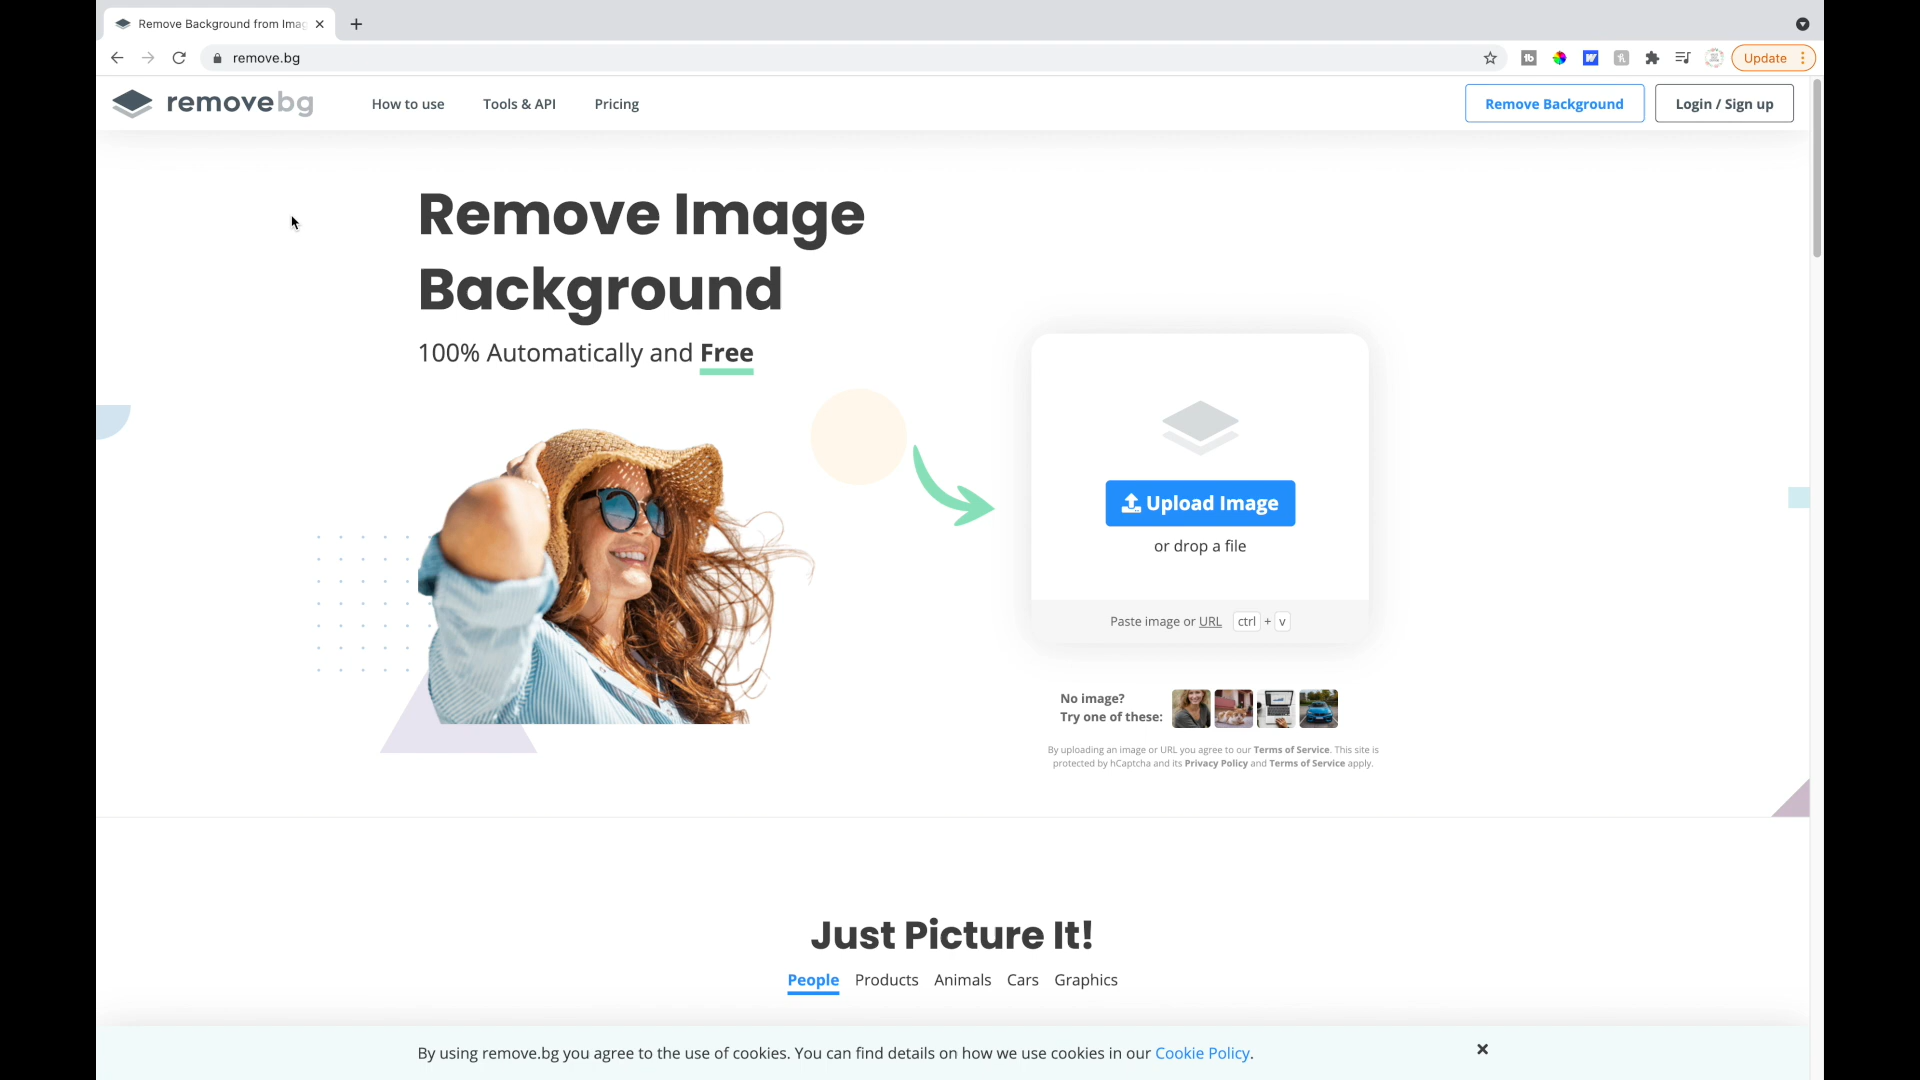 Remove Background from Imag
remove.bg
Update
removebg
How to use
Tools & API
Pricing
Remove Background
Login / Sign up
Remove Image
Background
100% Automatically and Free
Upload Image
or drop a file
Paste image or URL ctrl + v
No image?
Try one of these:
By uploading an image or URL you agree to our Terms of Service. This site is
protected by hCaptcha and its Privacy Policy and Terms of Service apply.
Just Picture It!
People Products Animals Cars Graphics
By using remove.bg you agree to the use of cookies. You can find details on how we use cookies in our Cookie Policy.